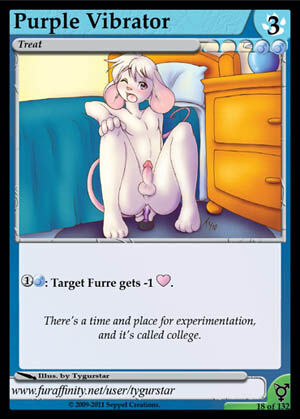 Purple Vibrator 3
Treat
1: Target Furre gets -1
There's a time and place for experimentation,
and it's called college.
Illus. by Tygurstar
www.furaffinity.net/user/tygurstar
© 2009-2011 Seppel Creations.
18 of 132